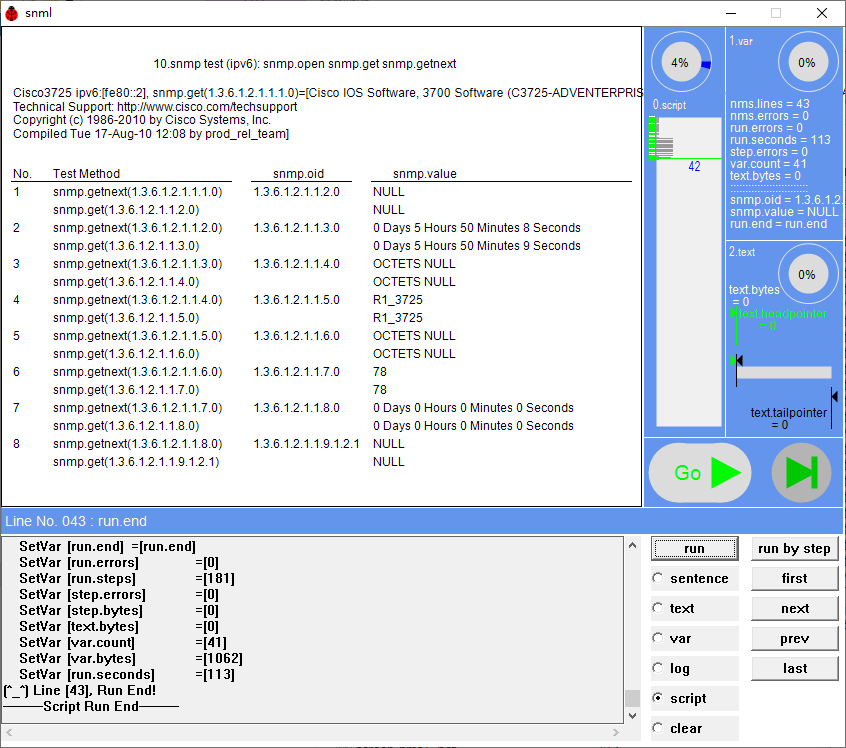 snml
10.snmp test (ipv6): snmp.open snmp.get snmp.getnext
Cisco3725 ipv6:[fe80::2], snmp.get(1.3.6.1.2.1.1.1.0)=[Cisco IOS Software, 3700 Software (C3725-ADVENTERPRIS
Technical Support: http://www.cisco.com/techsupport
Copyright (c) 1986-2010 by Cisco Systems, Inc.
Compiled Tue 17-Aug-10 12:08 by prod_rel_team]
No. Test Method snmp.oid snmp.value
1 snmp.getnext(1.3.6.1.2.1.1.1.0) 1.3.6.1.2.1.1.2.0 NULL
snmp.get(1.3.6.1.2.1.1.2.0) NULL
2 snmp.getnext(1.3.6.1.2.1.1.2.0) 1.3.6.1.2.1.1.3.0 0 Days 5 Hours 50 Minutes 8 Seconds
snmp.get(1.3.6.1.2.1.1.3.0) 0 Days 5 Hours 50 Minutes 9 Seconds
3 snmp.getnext(1.3.6.1.2.1.1.3.0) 1.3.6.1.2.1.1.4.0 OCTETS NULL
snmp.get(1.3.6.1.2.1.1.4.0) OCTETS NULL
4 snmp.getnext(1.3.6.1.2.1.1.4.0) 1.3.6.1.2.1.1.5.0 R1_3725
snmp.get(1.3.6.1.2.1.1.5.0) R1_3725
5 snmp.getnext(1.3.6.1.2.1.1.5.0) 1.3.6.1.2.1.1.6.0 OCTETS NULL
snmp.get(1.3.6.1.2.1.1.6.0) OCTETS NULL
6 snmp.getnext(1.3.6.1.2.1.1.6.0) 1.3.6.1.2.1.1.7.0 78
snmp.get(1.3.6.1.2.1.1.7.0) 78
7 snmp.getnext(1.3.6.1.2.1.1.7.0) 1.3.6.1.2.1.1.8.0 0 Days 0 Hours 0 Minutes 0 Seconds
snmp.get(1.3.6.1.2.1.1.8.0) 0 Days 0 Hours 0 Minutes 0 Seconds
8 snmp.getnext(1.3.6.1.2.1.1.8.0) 1.3.6.1.2.1.1.9.1.2.1 NULL
snmp.get(1.3.6.1.2.1.1.9.1.2.1) NULL
4%
0.script
42
1.var
0%
nms.lines = 43
nms.errors = 0
run.errors = 0
run.seconds = 113
step.errors = 0
var.count = 41
text.bytes = 0
snmp.oid = 1.3.6.1.2.
snmp.value = NULL
run.end = run.end
2.text
0%
text.bytes
= 0
text.headpointer
= 0
text.tailpointer
= 0
Go
Line No. 043 : run.end
SetVar [run.end] =[run.end]
SetVar [run.errors] =[0]
SetVar [run.steps] =[181]
SetVar [step.errors] =[0]
SetVar [step.bytes] =[0]
SetVar [text.bytes] =[0]
SetVar [var.count] =[41]
SetVar [var.bytes] =[1062]
SetVar [run.seconds] =[113]
(^_^) Line [43], Run End!
———Script Run End———
run
run by step
sentence
first
text
next
var
prev
log
last
script
clear